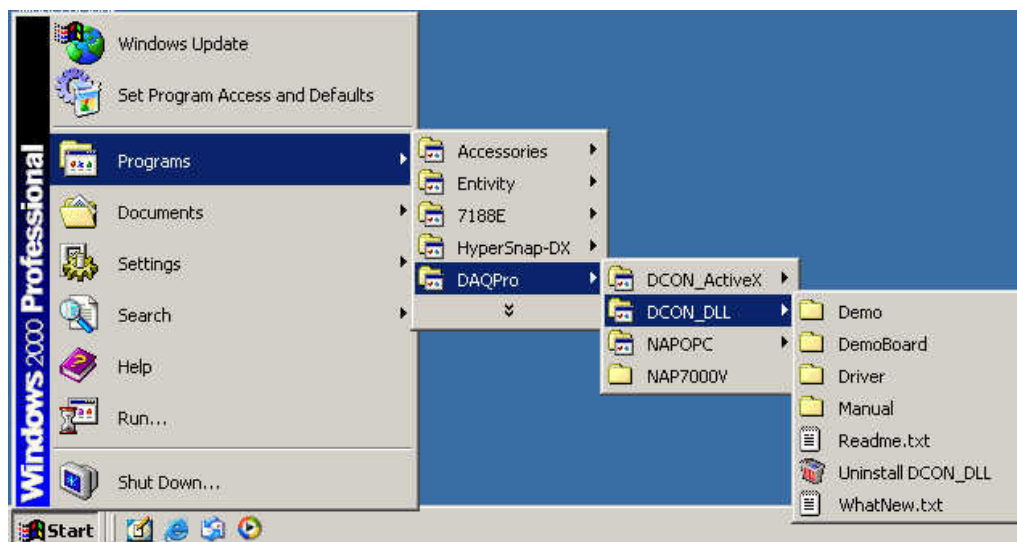 Windows Update
Set Program Access and Defaults
Programs
Documents
Settings
Search
Help
Run...
Shut Down...
Windows 2000 Professional
Accessories
Entivity
7188E
HyperSnap-DX
DAQPro
DCON_ActiveX
DCON_DLL
NAPOPC
NAP7000V
Demo
DemoBoard
Driver
Manual
Readme.txt
Uninstall DCON_DLL
WhatNew.txt
Start